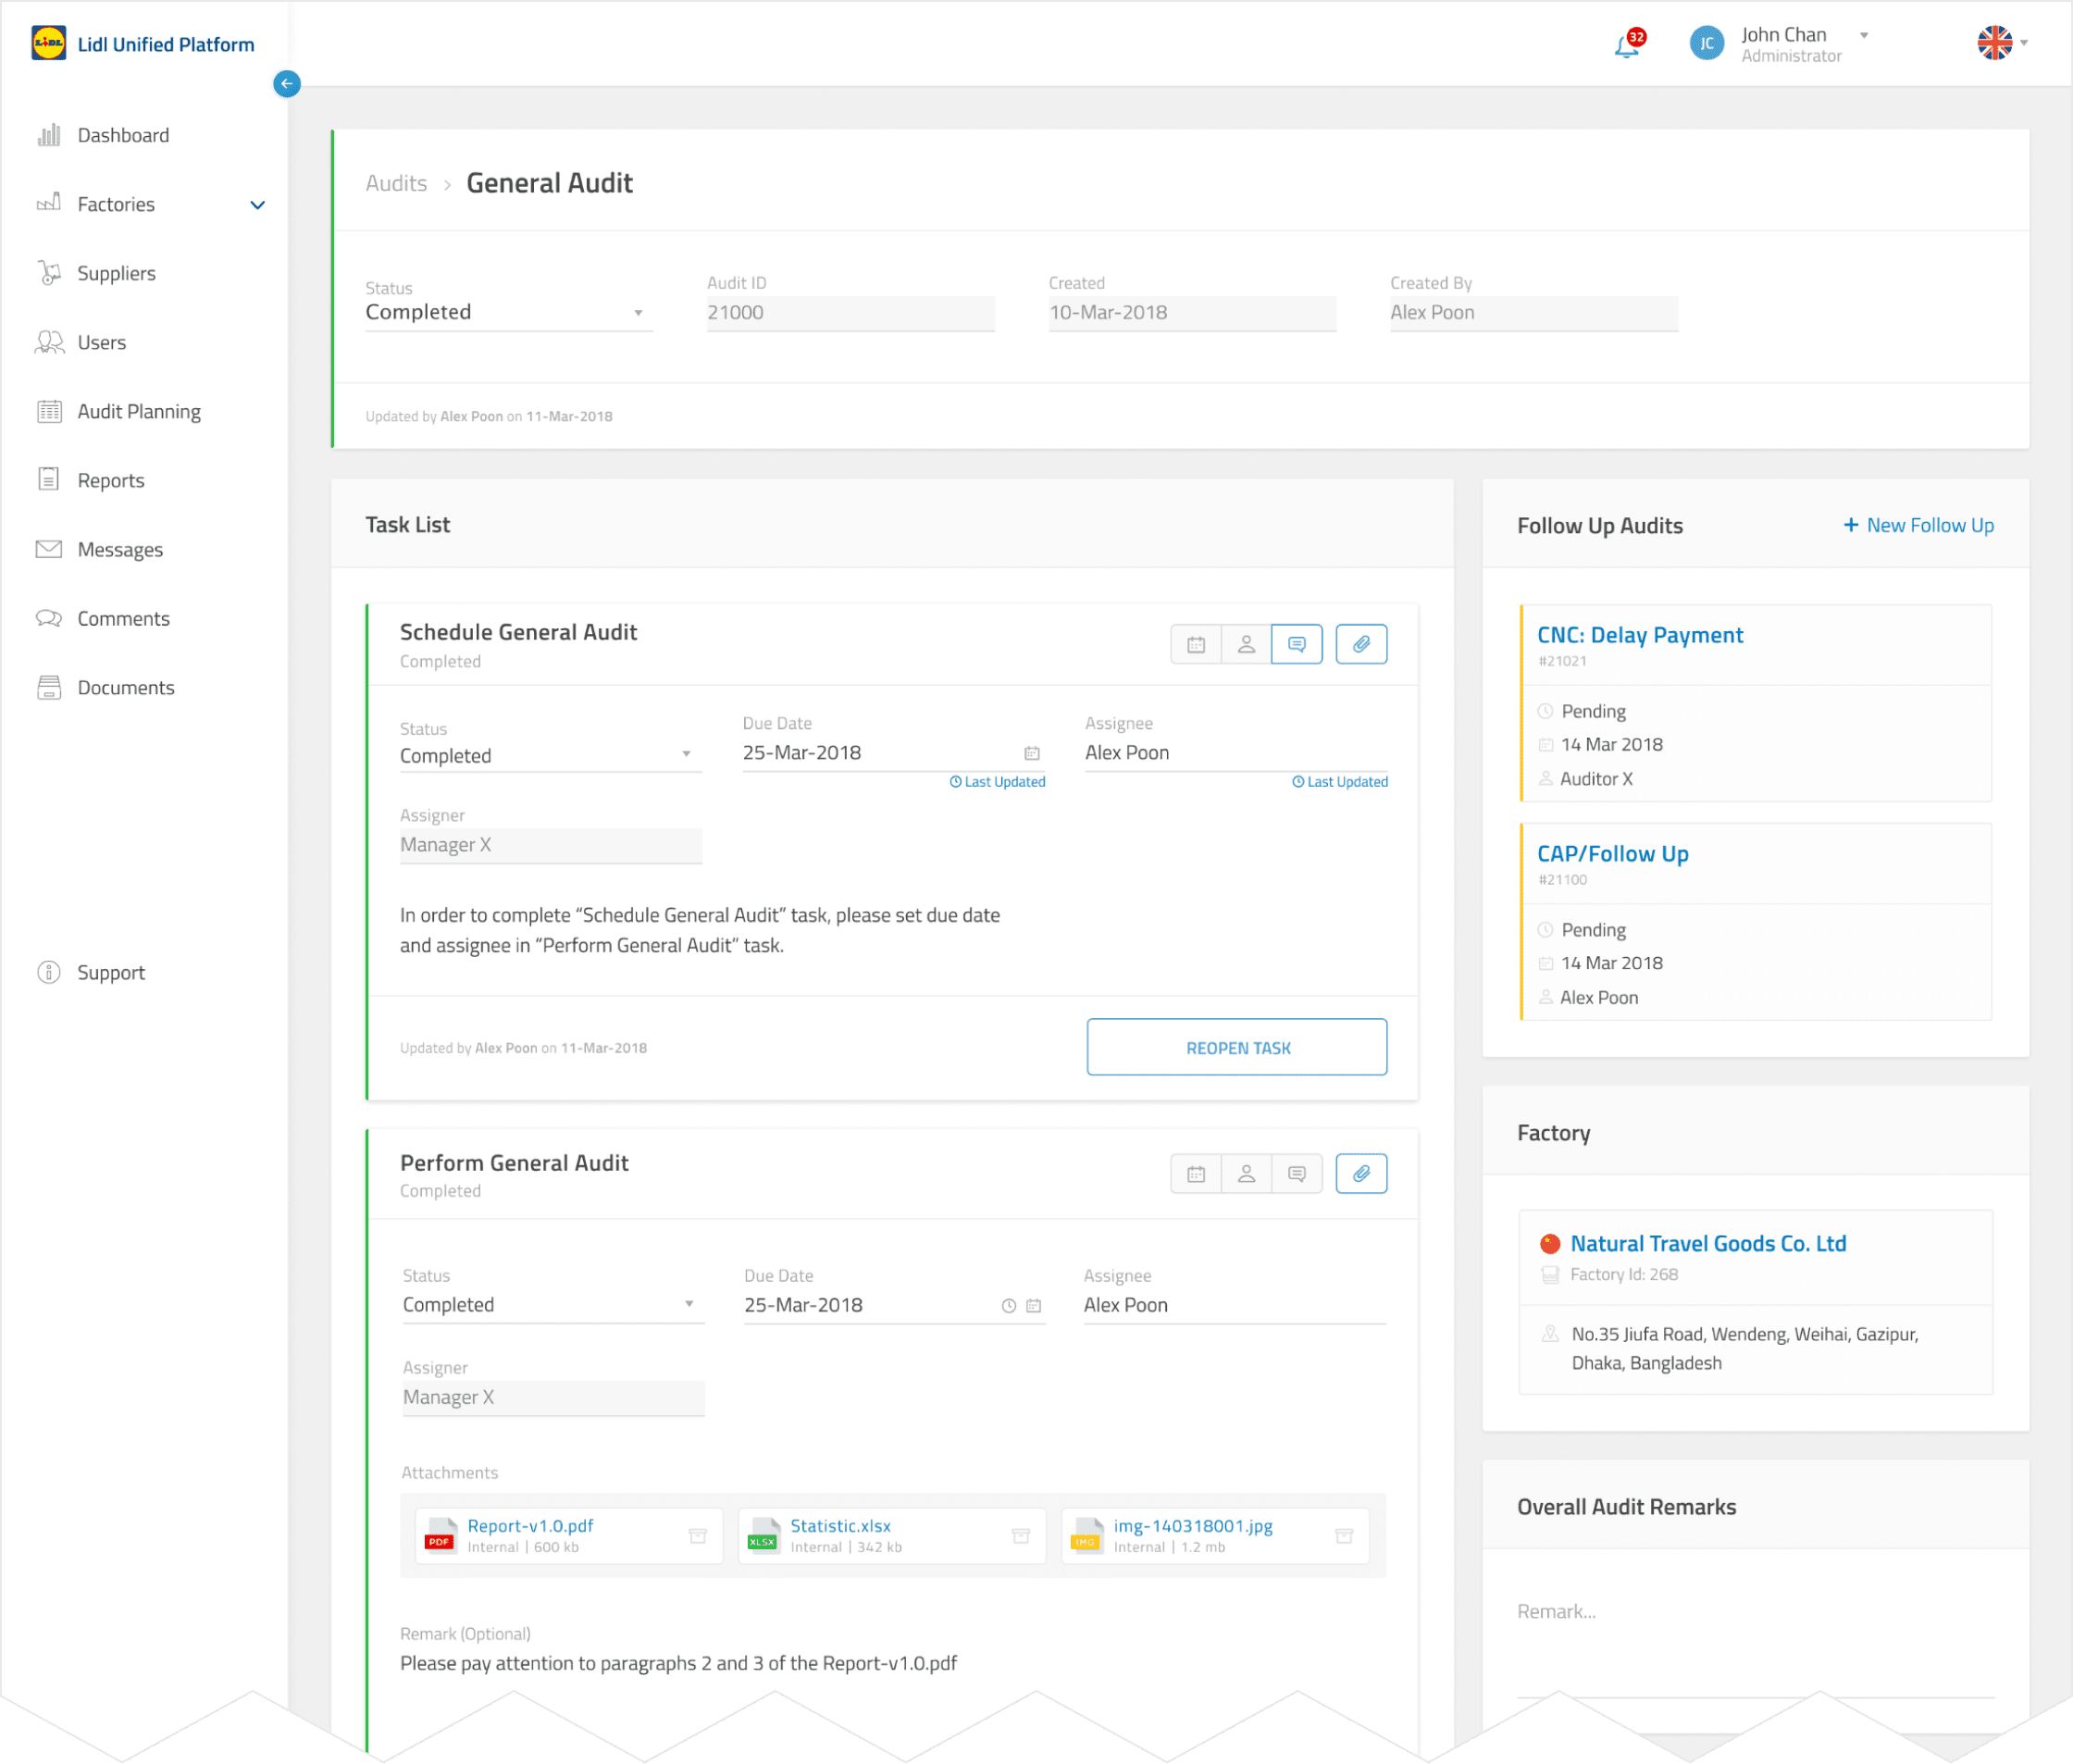 LIDL
Lidl Unified Platform
32
JC
John Chan
Administrator
Dashboard
Factories
Suppliers
Users
Audit Planning
Reports
Messages
Comments
Documents
Support
Audits > General Audit
Status
Completed
Audit ID
21000
Created
10-Mar-2018
Created By
Alex Poon
Updated by Alex Poon on 11-Mar-2018
Task List
Schedule General Audit
Completed
Status
Completed
Due Date
25-Mar-2018
Last Updated
Assignee
Alex Poon
Last Updated
Assigner
Manager X
In order to complete “Schedule General Audit” task, please set due date
and assignee in “Perform General Audit” task.
Updated by Alex Poon on 11-Mar-2018
REOPEN TASK
Perform General Audit
Completed
Status
Completed
Due Date
25-Mar-2018
Assignee
Alex Poon
Assigner
Manager X
Attachments
PDF
Report-v1.0.pdf
Internal | 600 kb
XLSX
Statistic.xlsx
Internal | 342 kb
IMG
img-140318001.jpg
Internal | 1.2 mb
Remark (Optional)
Please pay attention to paragraphs 2 and 3 of the Report-v1.0.pdf
Follow Up Audits
+ New Follow Up
CNC: Delay Payment
#21021
Pending
14 Mar 2018
Auditor X
CAP/Follow Up
#21100
Pending
14 Mar 2018
Alex Poon
Factory
Natural Travel Goods Co. Ltd
Factory Id: 268
No.35 Jiufa Road, Wendeng, Weihai, Gazipur,
Dhaka, Bangladesh
Overall Audit Remarks
Remark...